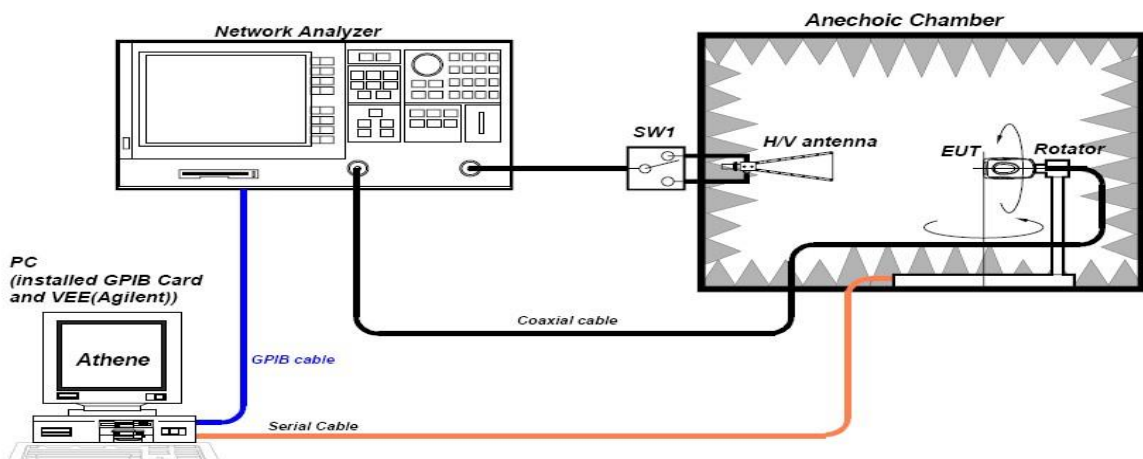 Anechoic Chamber
Network Analyzer
SW1
H/V antenna
EUT
Rotator
PC
(installed GPIB Card
and VEE(Agilent))
Coaxial cable
Athene
GPIB cable
Serial Cable